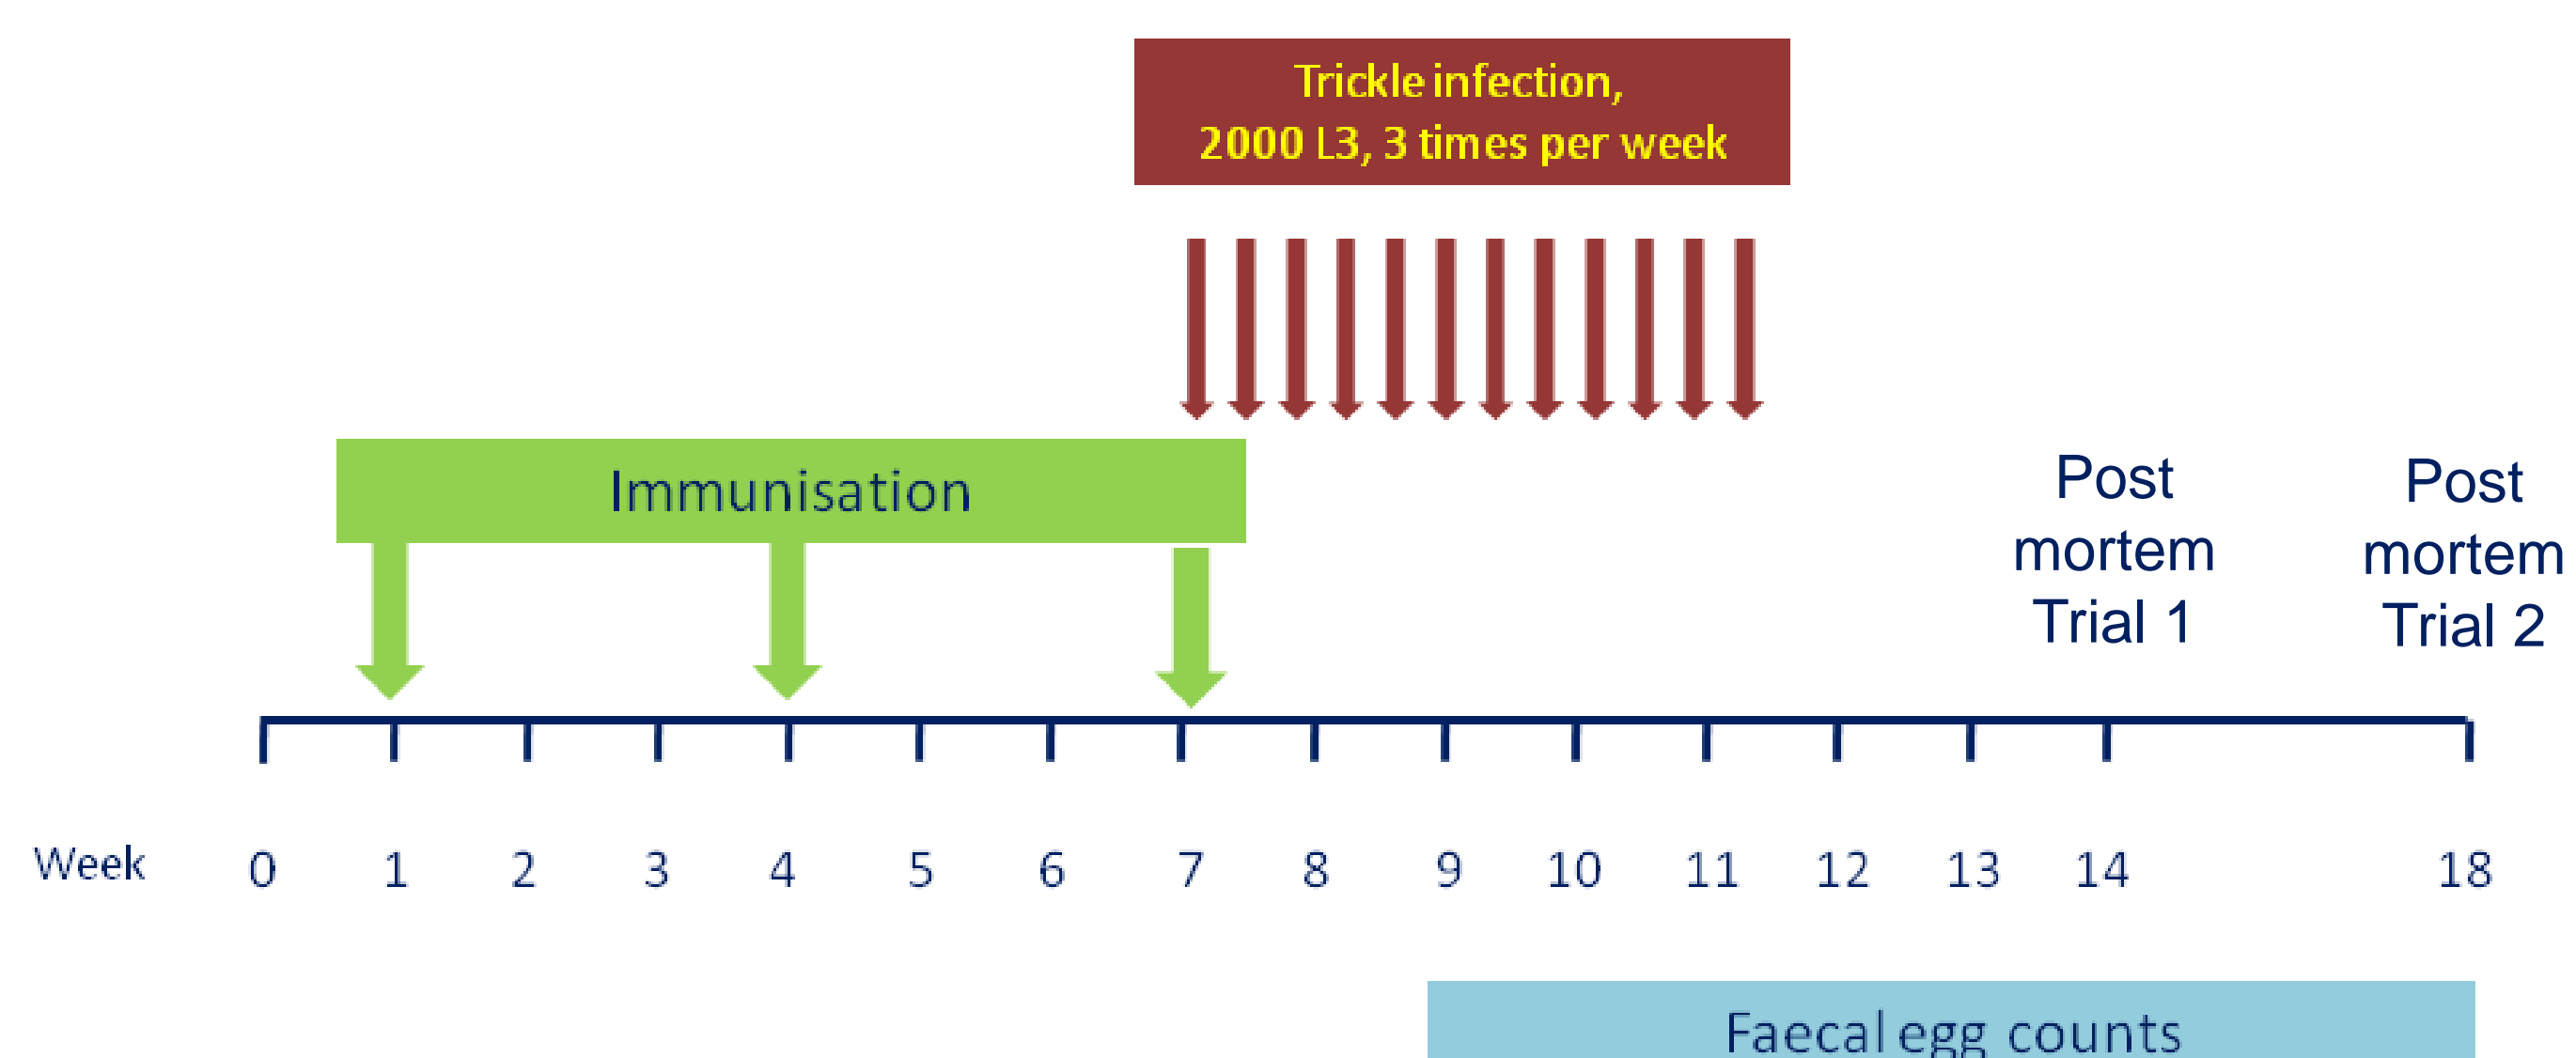 Trickle infection,
2000 L3, 3 times per week
Immunisation
Post
mortem
Trial 1
Post
mortem
Trial 2
Week 0 1 2 3 4 5 6 7 8 9 10 11 12 13 14 18
Faecal egg counts